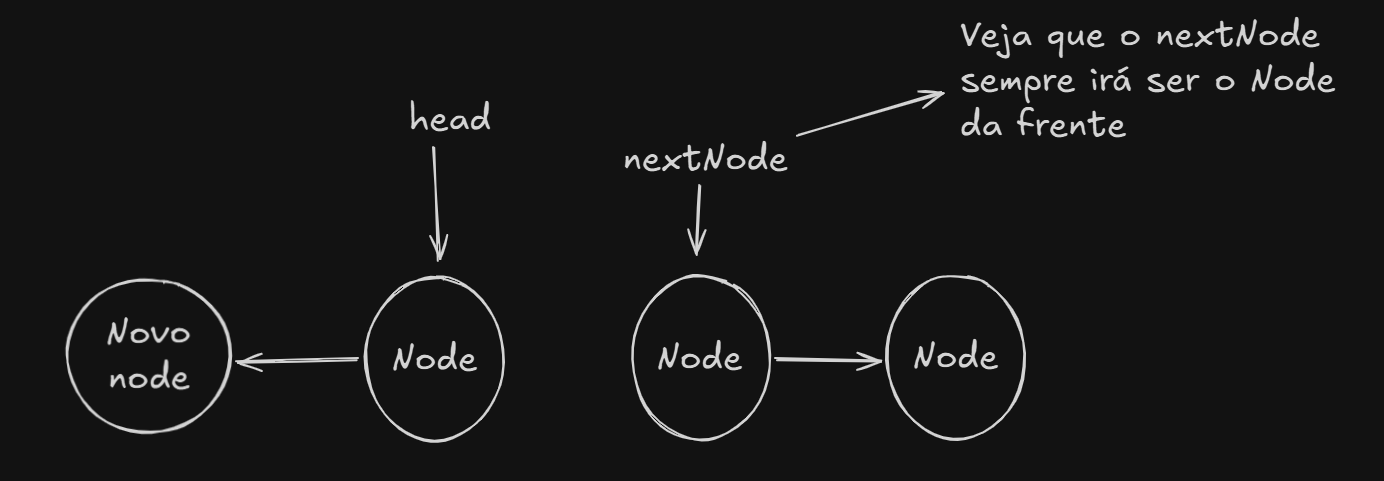 head
nextNode
Veja que o nextNode
sempre irá ser o Node
da frente
Novo
node
Node
Node
Node